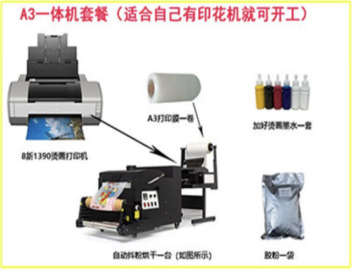 A3一体机套餐（适合自己有印花机就可开工）
A3打印膜一卷
加好烫画墨水一套
8新1390烫画打印机
自动抖粉烘干一台（如图所示）
胶粉一袋